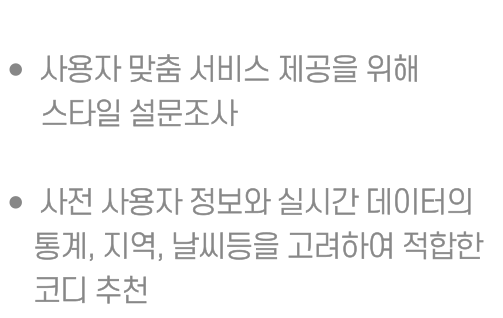 • 사용자 맞춤 서비스 제공을 위해
스타일 설문조사
• 사전 사용자 정보와 실시간 데이터의
통계, 지역, 날씨등을 고려하여 적합한
코디 추천